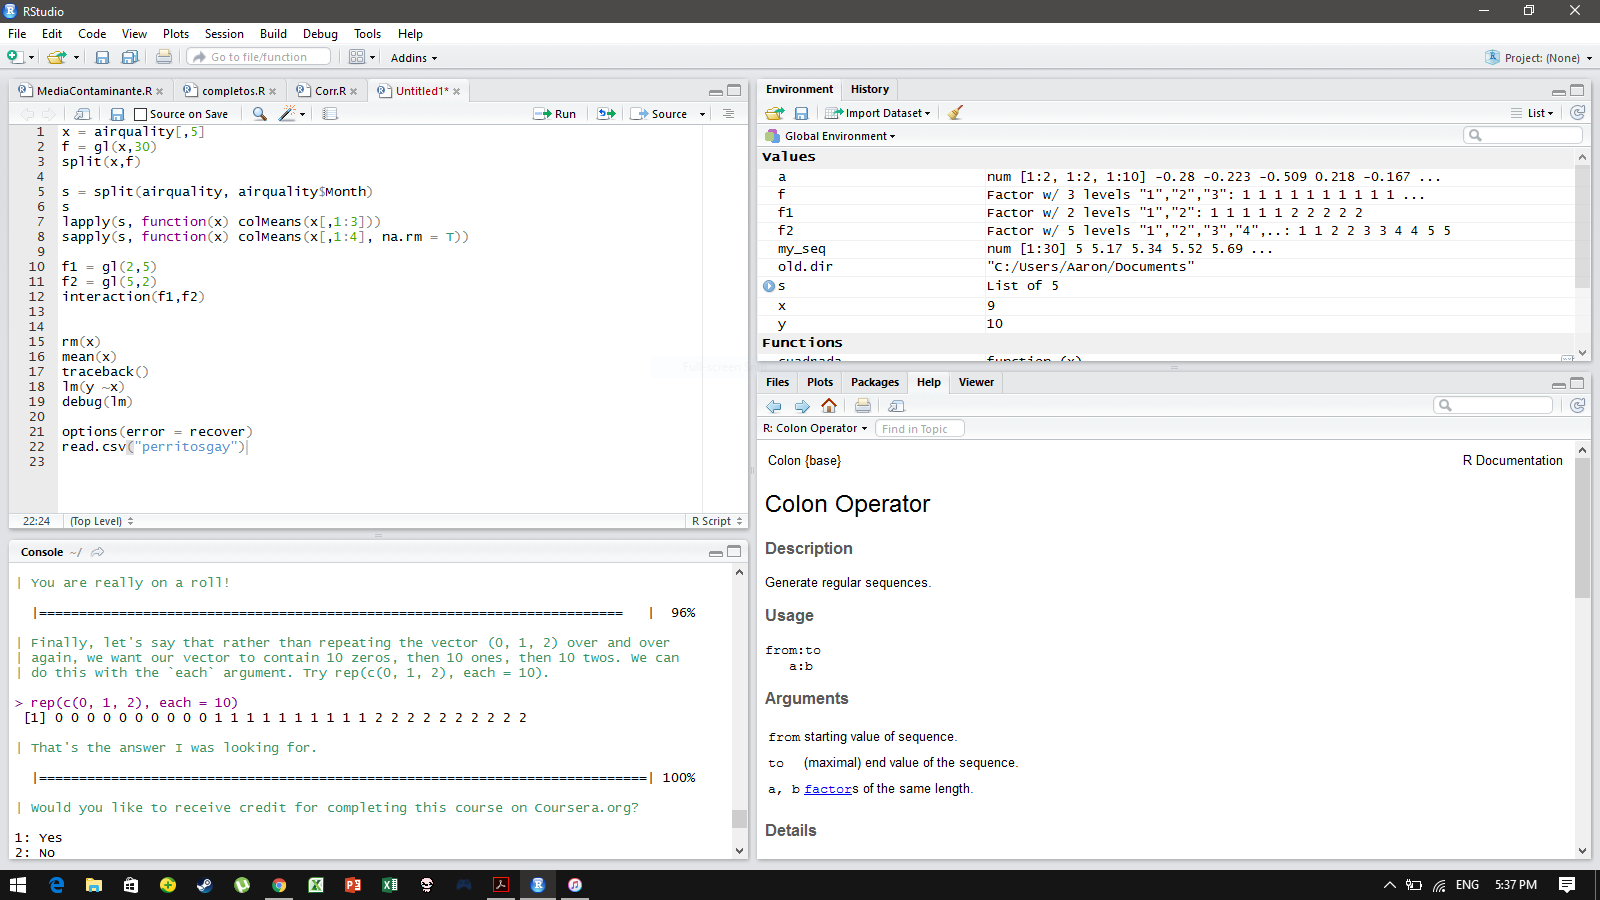 RStudio
File Edit Code View Plots Session Build Debug Tools Help
Go to file/function Addins Project: (None)
MediaContaminante.R completos.R Corr.R Untitled1*
Source on Save Run Source
1 x = airquality[,5]
2 f = gl(x,30)
3 split(x,f)
4
5 s = split(airquality, airquality$Month)
6 s
7 lapply(s, function(x) colMeans(x[,1:3]))
8 sapply(s, function(x) colMeans(x[,1:4], na.rm = T))
9
10 f1 = gl(2,5)
11 f2 = gl(5,2)
12 interaction(f1,f2)
13
14
15 rm(x)
16 mean(x)
17 traceback()
18 lm(y ~x)
19 debug(lm)
20
21 options(error = recover)
22 read.csv("perritosgay")
23
22:24 (Top Level) R Script
Console ~/
| You are really on a roll!
|========================================================================== | 96%
| Finally, let's say that rather than repeating the vector (0, 1, 2) over and over
| again, we want our vector to contain 10 zeros, then 10 ones, then 10 twos. We can
| do this with the `each` argument. Try rep(c(0, 1, 2), each = 10).
> rep(c(0, 1, 2), each = 10)
[1] 0 0 0 0 0 0 0 0 0 0 1 1 1 1 1 1 1 1 1 1 2 2 2 2 2 2 2 2 2 2
| That's the answer I was looking for.
|=============================================================================| 100%
| Would you like to receive credit for completing this course on Coursera.org?
1: Yes
2: No
Environment History
Import Dataset List
Global Environment
Values
a num [1:2, 1:2, 1:10] -0.28 -0.223 -0.509 0.218 -0.167 ...
f Factor w/ 3 levels "1","2","3": 1 1 1 1 1 1 1 1 1 1 ...
f1 Factor w/ 2 levels "1","2": 1 1 1 1 1 2 2 2 2 2
f2 Factor w/ 5 levels "1","2","3","4",..: 1 1 2 2 3 3 4 4 5 5
my_seq num [1:30] 5 5.17 5.34 5.52 5.69 ...
old.dir "C:/Users/Aaron/Documents"
s List of 5
x 9
y 10
Functions
cuadrada function (x)
Files Plots Packages Help Viewer
R: Colon Operator Find in Topic
Colon {base} R Documentation
Colon Operator
Description
Generate regular sequences.
Usage
from:to
a:b
Arguments
from starting value of sequence.
to (maximal) end value of the sequence.
a, b factors of the same length.
Details
ENG 5:37 PM